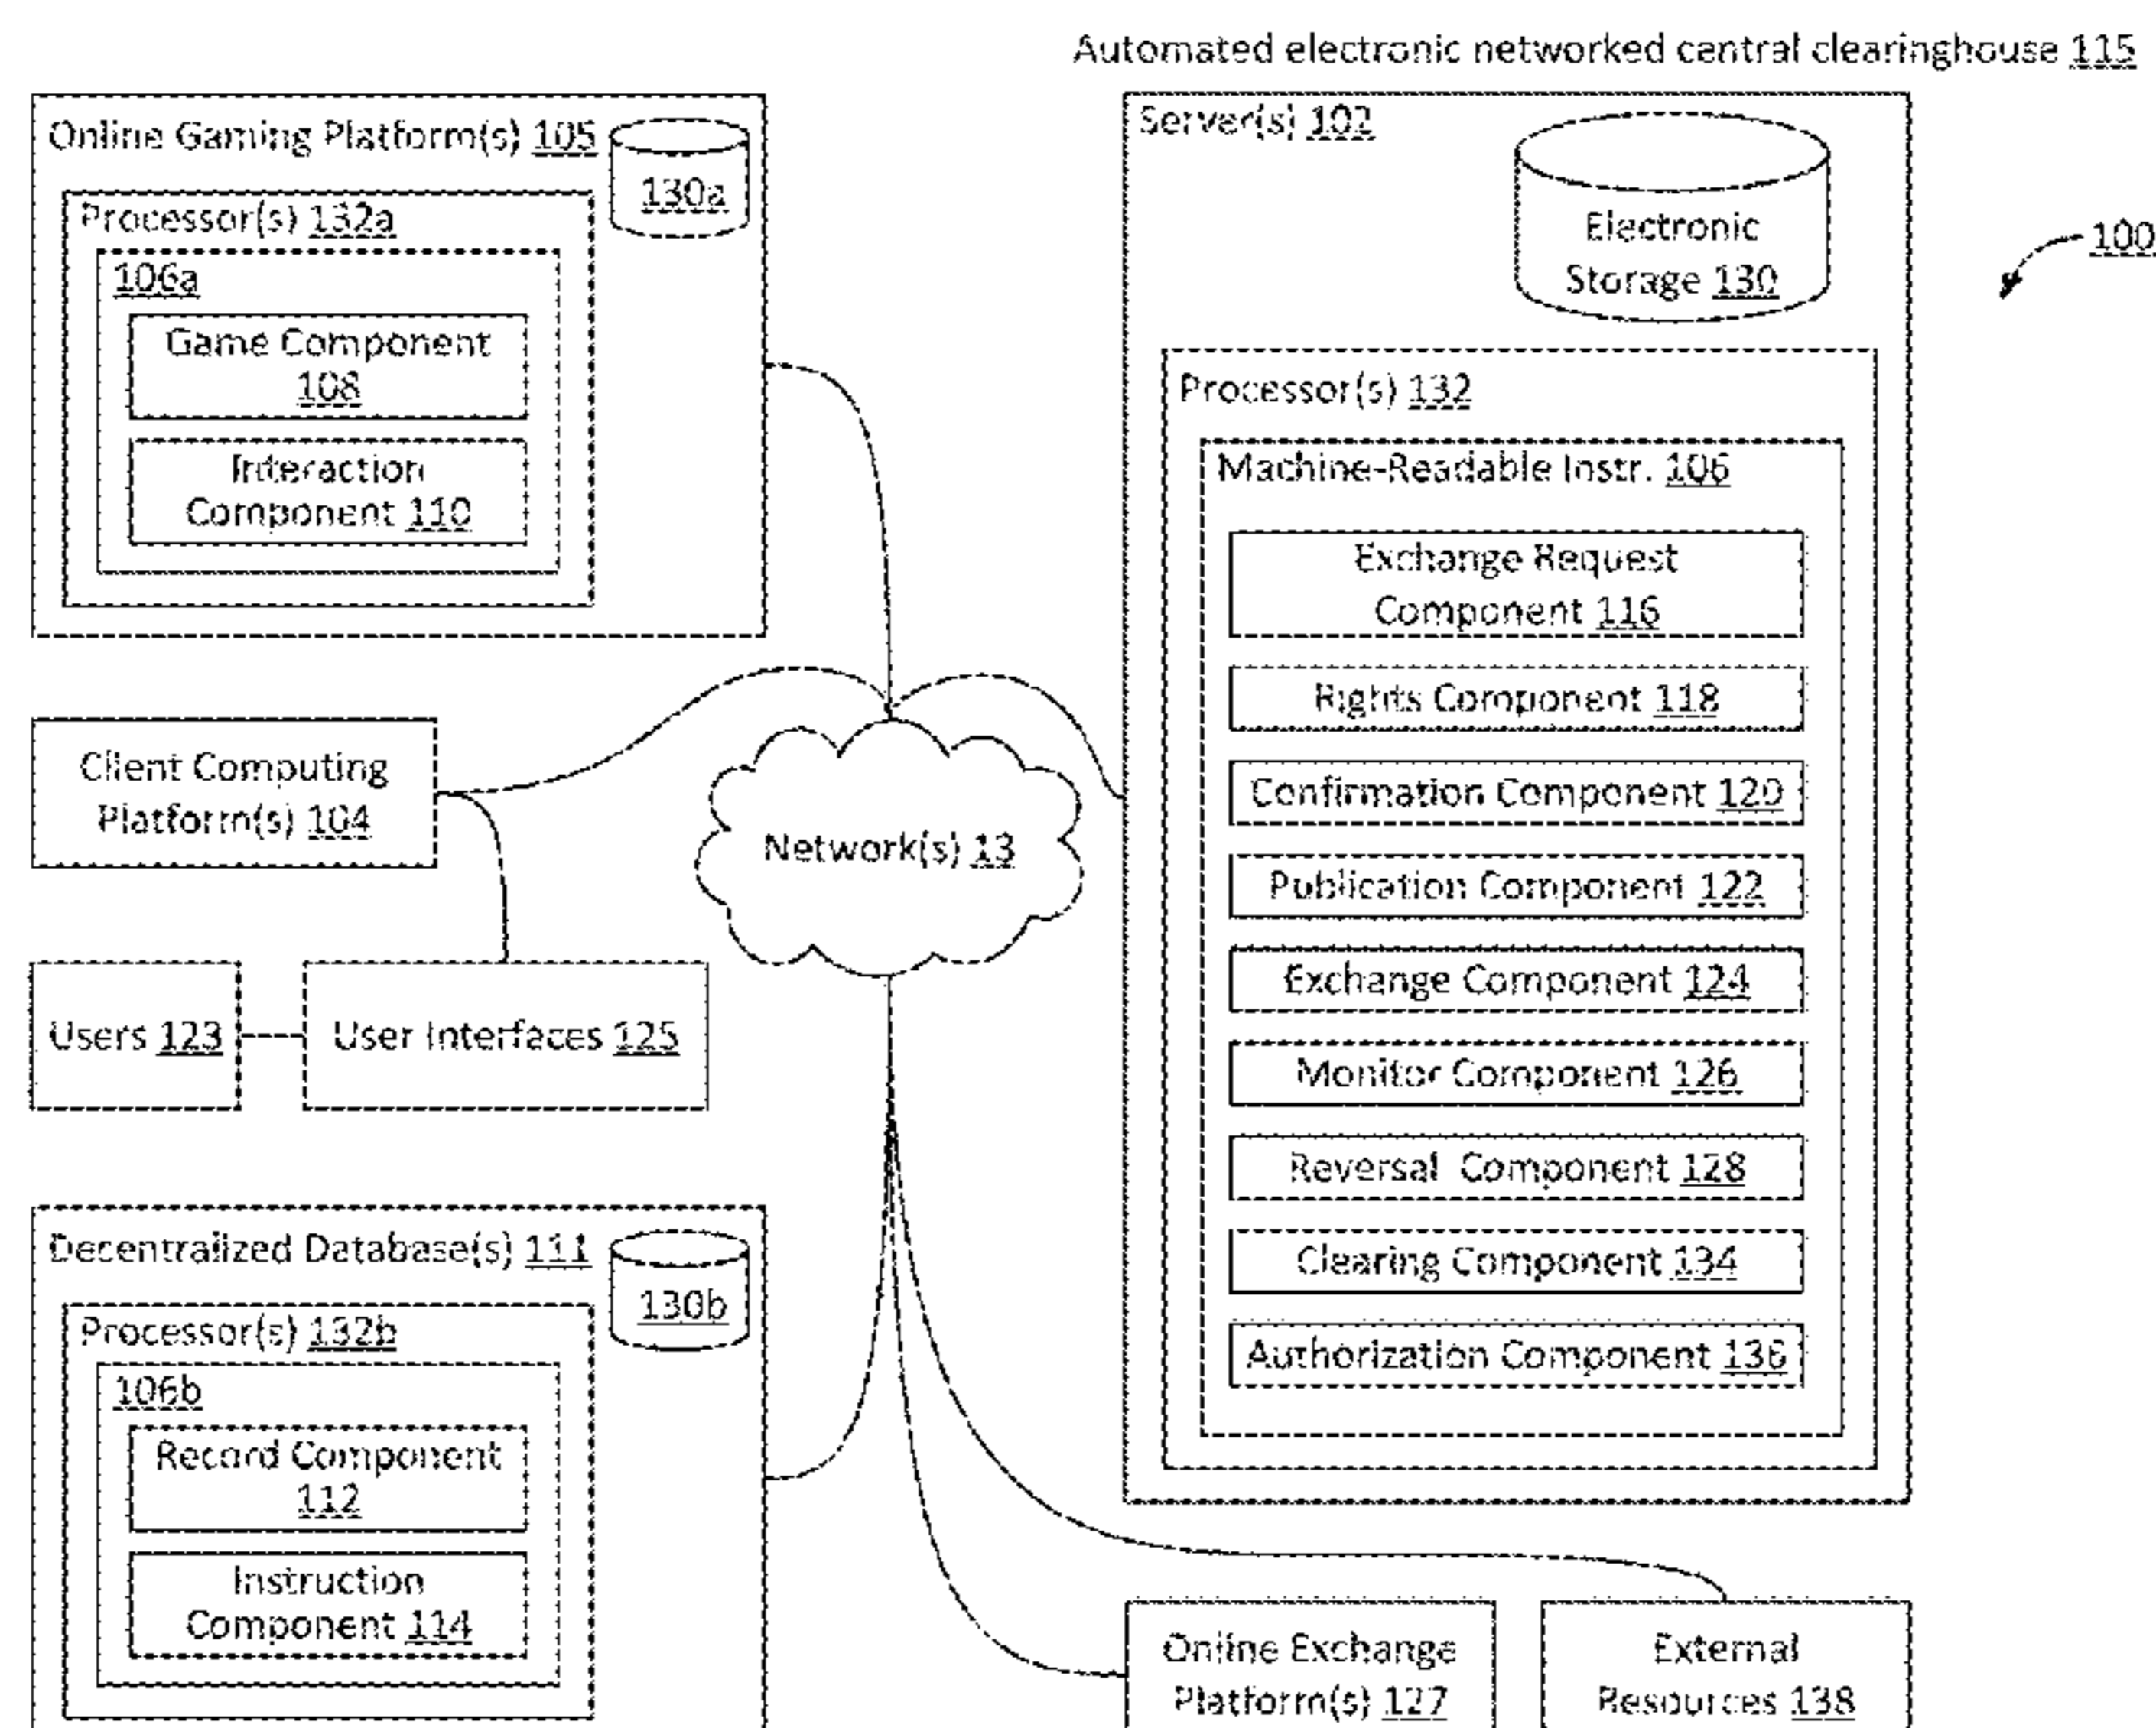 Automated electronic networked central clearinghouse 115
Online Gaming Platform(s) 105
130a
Processor(s) 132a
106a
Game Component
108
Interaction
Component 110
Server(s) 102
Electronic
Storage 130
100
Processor(s) 132
Machine-Readable Instr. 106
Exchange Request
Component 116
Rights Component 118
Confirmation Component 120
Publication Component 122
Exchange Component 124
Monitor Component 126
Reversal Component 128
Clearing Component 134
Authorization Component 136
Client Computing
Platform(s) 104
Network(s) 13
Users 123
User Interfaces 125
Decentralized Database(s) 111
130b
Processor(s) 132b
106b
Record Component
112
Instruction
Component 114
Online Exchange
Platform(s) 127
External
Resources 138